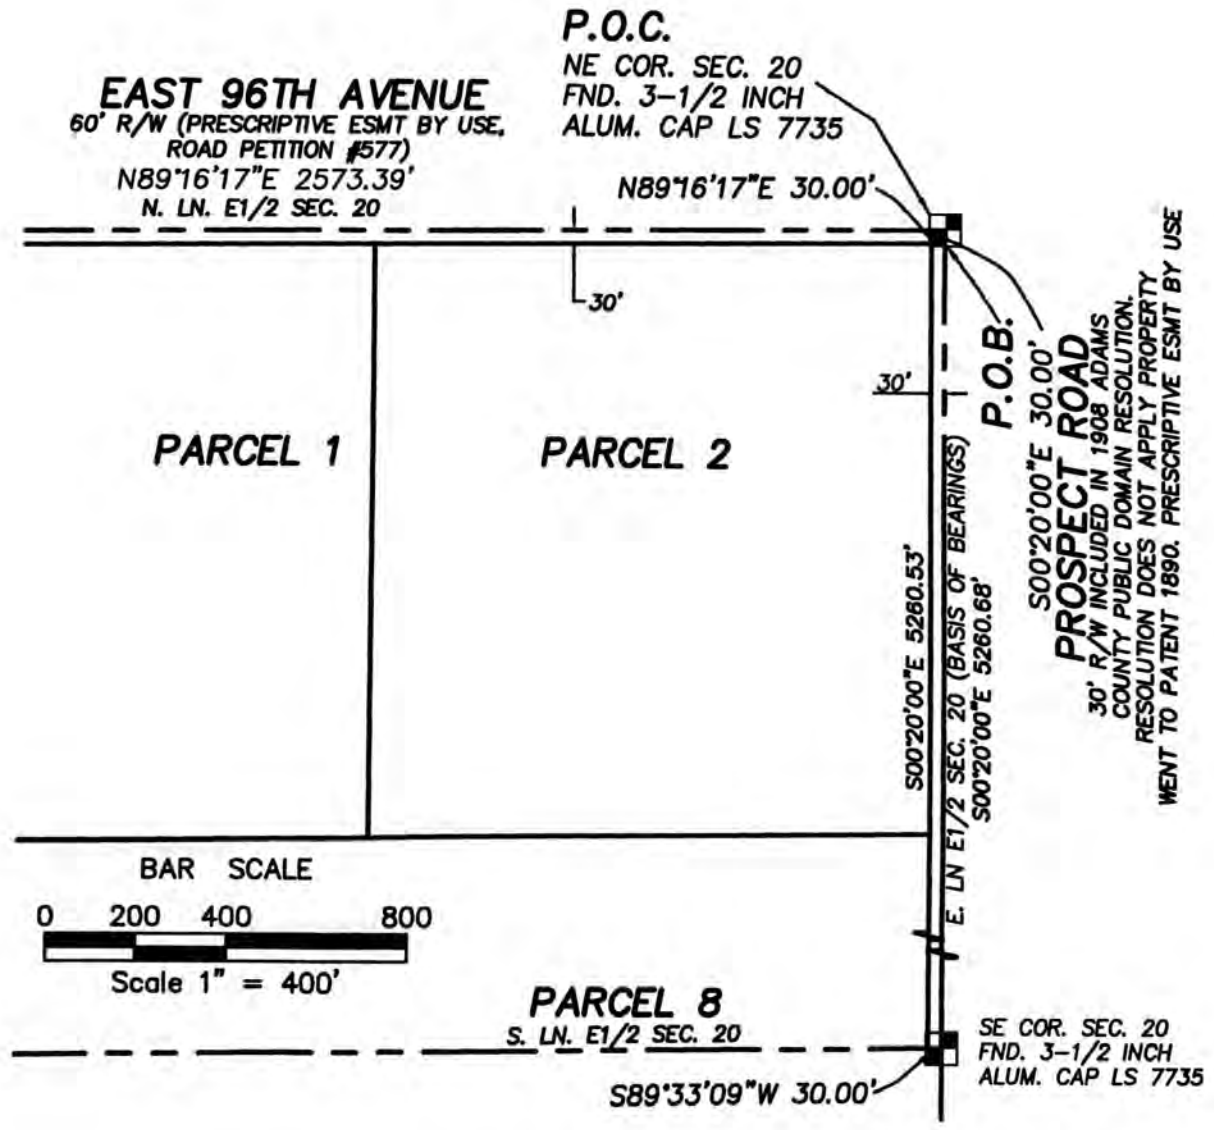 P.O.C.
NE COR. SEC. 20
FND. 3-1/2 INCH
ALUM. CAP LS 7735
EAST 96TH AVENUE
60' R/W (PRESCRIPTIVE ESMT BY USE,
ROAD PETITION #577)
N89°16'17"E 2573.39'
N. LN. E1/2 SEC. 20
N89°16'17"E 30.00'
30'
30'
P.O.B.
S00°20'00"E 30.00'
PROSPECT ROAD
30' R/W INCLUDED IN 1908 ADAMS
COUNTY PUBLIC DOMAIN RESOLUTION.
RESOLUTION DOES NOT APPLY PROPERTY
WENT TO PATENT 1890. PRESCRIPTIVE ESMT BY USE
PARCEL 1
PARCEL 2
S00°20'00"E 5260.53'
E. LN E1/2 SEC. 20 (BASIS OF BEARINGS)
S00°20'00"E 5260.68'
BAR SCALE
0 200 400 800
Scale 1" = 400'
PARCEL 8
S. LN. E1/2 SEC. 20
SE COR. SEC. 20
FND. 3-1/2 INCH
ALUM. CAP LS 7735
S89°33'09"W 30.00'